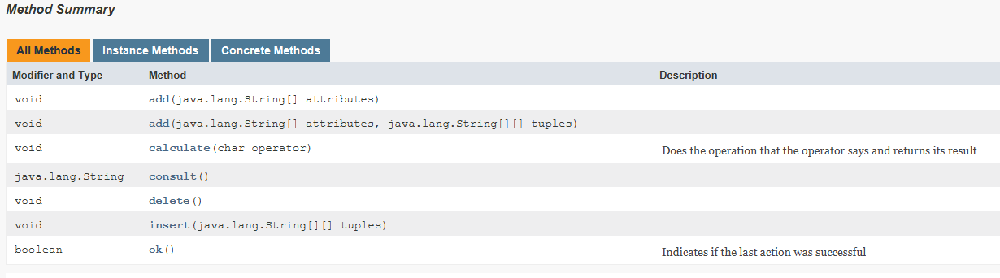 Method Summary
All Methods Instance Methods Concrete Methods
Modifier and Type Method Description
void add(java.lang.String[] attributes)
void add(java.lang.String[] attributes, java.lang.String[][] tuples)
void calculate(char operator) Does the operation that the operator says and returns its result
java.lang.String consult()
void delete()
void insert(java.lang.String[][] tuples)
boolean ok() Indicates if the last action was successful